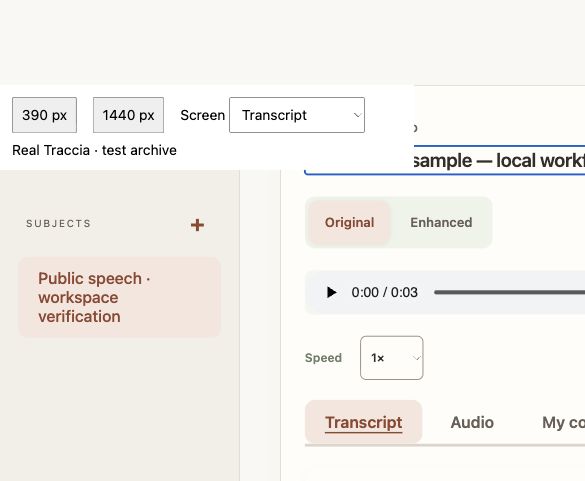 390 px 1440 px Screen Transcript
Real Traccia · test archive
sample — local workf
SUBJECTS +
Original Enhanced
Public speech ·
workspace
verification
0:00 / 0:03
Speed 1×
Transcript Audio My co